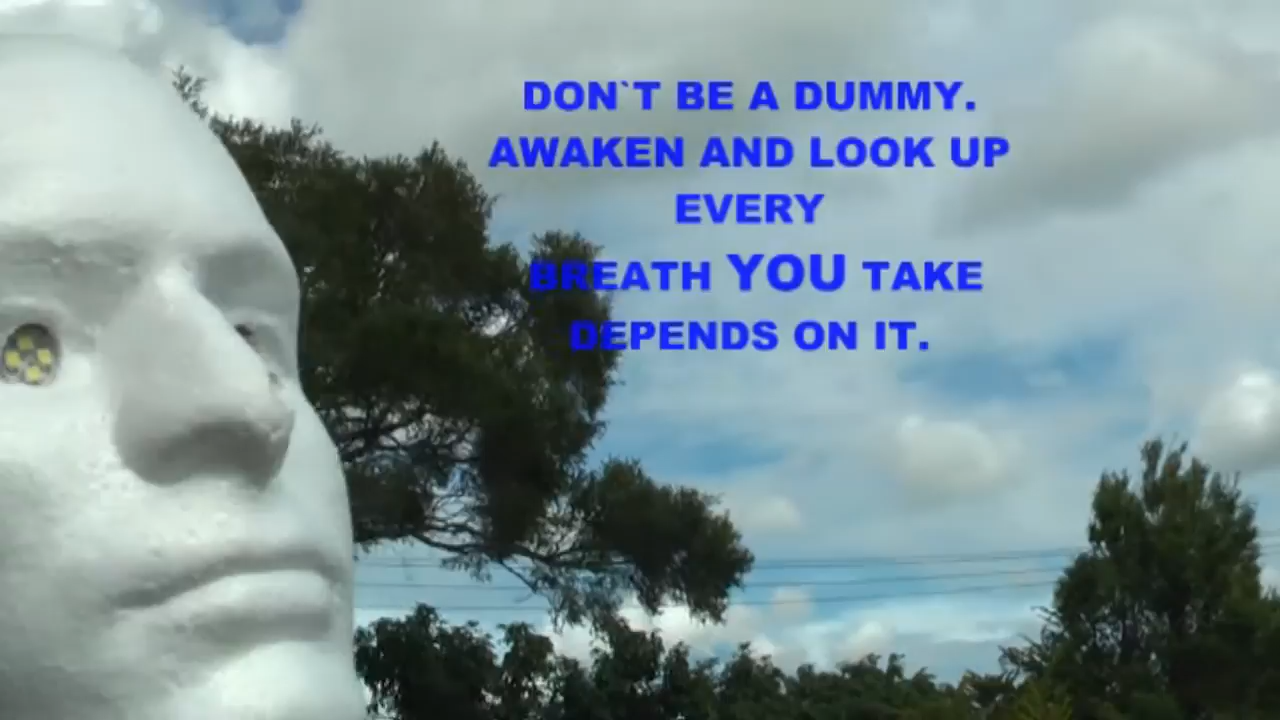 DON`T BE A DUMMY.
AWAKEN AND LOOK UP
EVERY
BREATH YOU TAKE
DEPENDS ON IT.